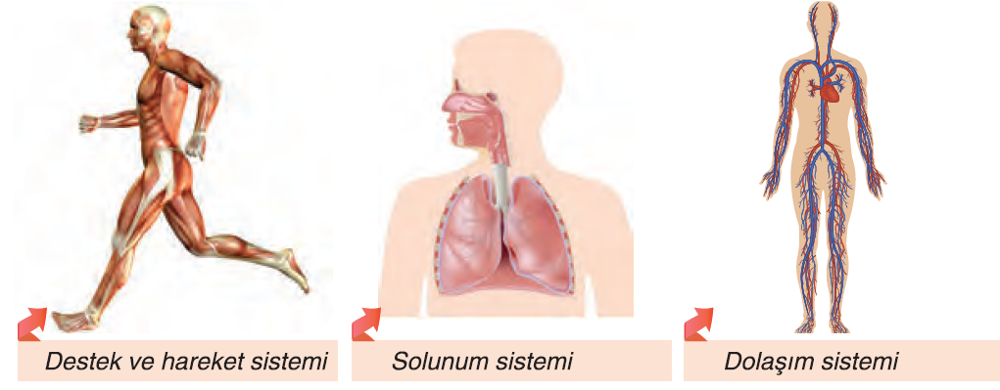 Destek ve hareket sistemi
Solunum sistemi
Dolaşım sistemi